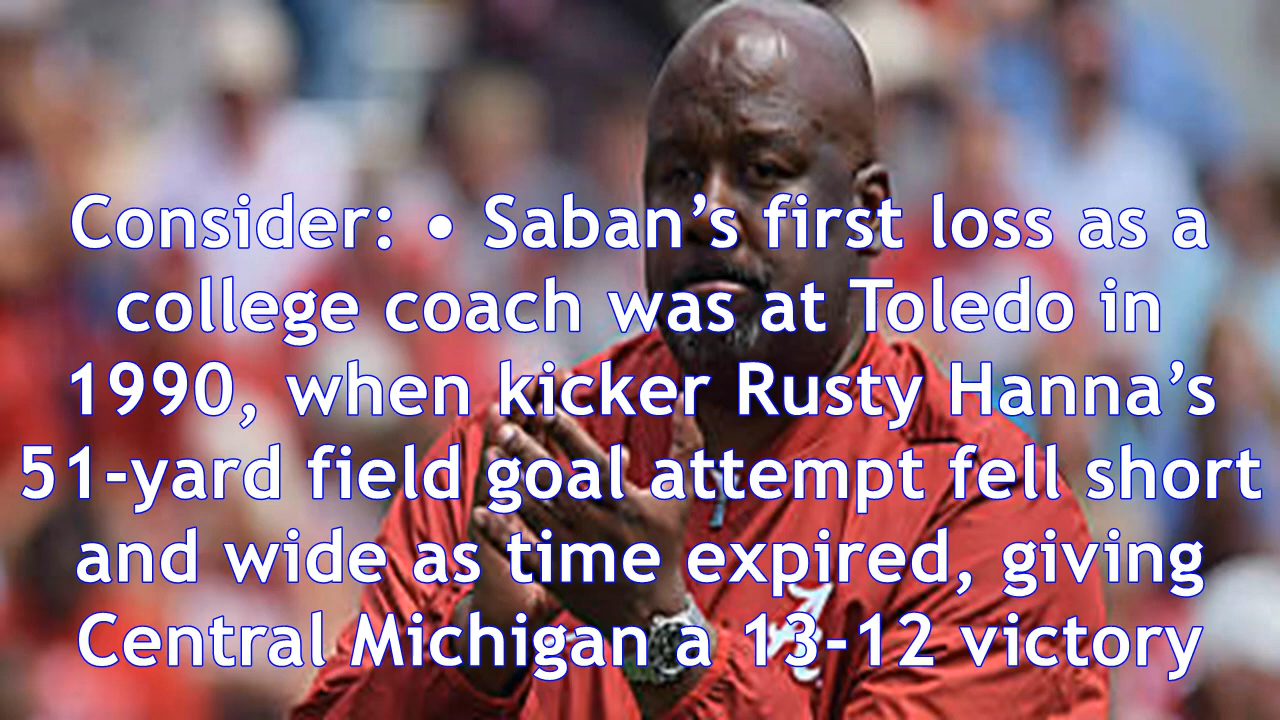 Consider: • Saban’s first loss as a
college coach was at Toledo in
1990, when kicker Rusty Hanna’s
51-yard field goal attempt fell short
and wide as time expired, giving
Central Michigan a 13-12 victory